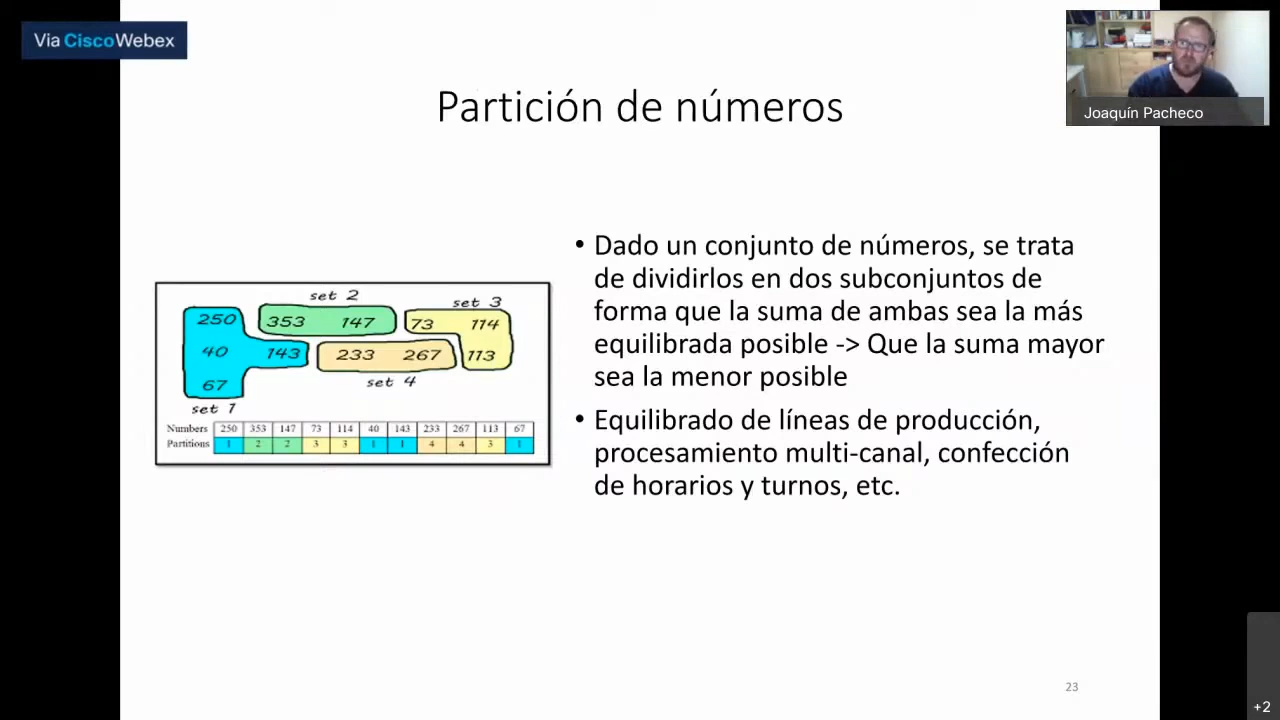 Via CiscoWebex
Joaquín Pacheco
Partición de números
• Dado un conjunto de números, se trata
de dividirlos en dos subconjuntos de
forma que la suma de ambas sea la más
equilibrada posible -> Que la suma mayor
sea la menor posible
• Equilibrado de líneas de producción,
procesamiento multi-canal, confección
de horarios y turnos, etc.
set 2
set 3
250 353 147 73 114
40 143 233 267 113
67
set 4
set 1
Numbers 250 353 147 73 114 40 143 233 267 113 67
Partitions 1 2 2 3 3 1 1 4 4 3 1
23
+2